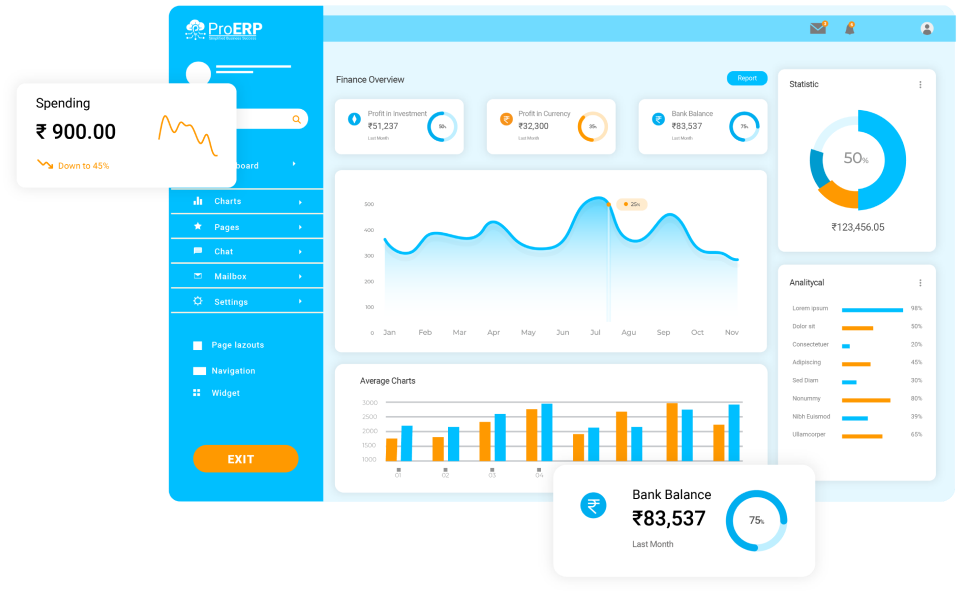 ProERP
Finance Overview
Report
Statistic
Spending
₹ 900.00
Down to 45%
Profit in Investment
₹51,237
Last Month
50%
Profit in Currency
₹32,300
Last Month
35%
Bank Balance
₹83,537
Last Month
75%
50%
₹123,456.05
board
Charts
Pages
Chat
Mailbox
Settings
Page lazouts
Navigation
Widget
EXIT
500
400
300
200
100
0
25%
Jan Feb Mar Apr May Jun Jul Agu Sep Oct Nov
Analitycal
Lorem ipsum 98%
Dolor sit 50%
Consectetuer 20%
Adipiscing 45%
Sed Diam 30%
Nonummy 80%
Nibh Euismod 39%
Ullamcorper 65%
Average Charts
3000
2500
2000
1500
1000
01 02 03 04
Bank Balance
₹83,537
Last Month
75%